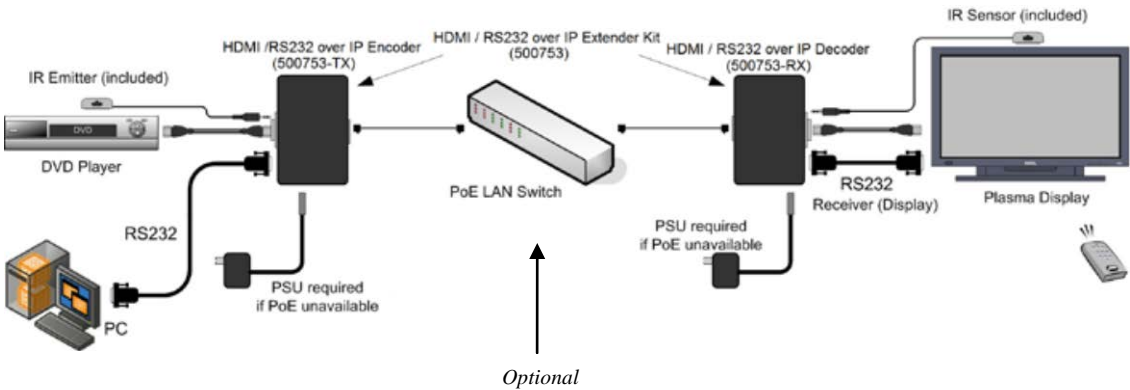 IR Sensor (included)
HDMI /RS232 over IP Encoder
(500753-TX)
HDMI / RS232 over IP Extender Kit
(500753)
HDMI /RS232 over IP Decoder
(500753-RX)
IR Emitter (included)
DVD
DVD Player
PoE LAN Switch
RS232
Receiver (Display)
Plasma Display
RS232
PSU required
if PoE unavailable
PSU required
if PoE unavailable
PC
Optional